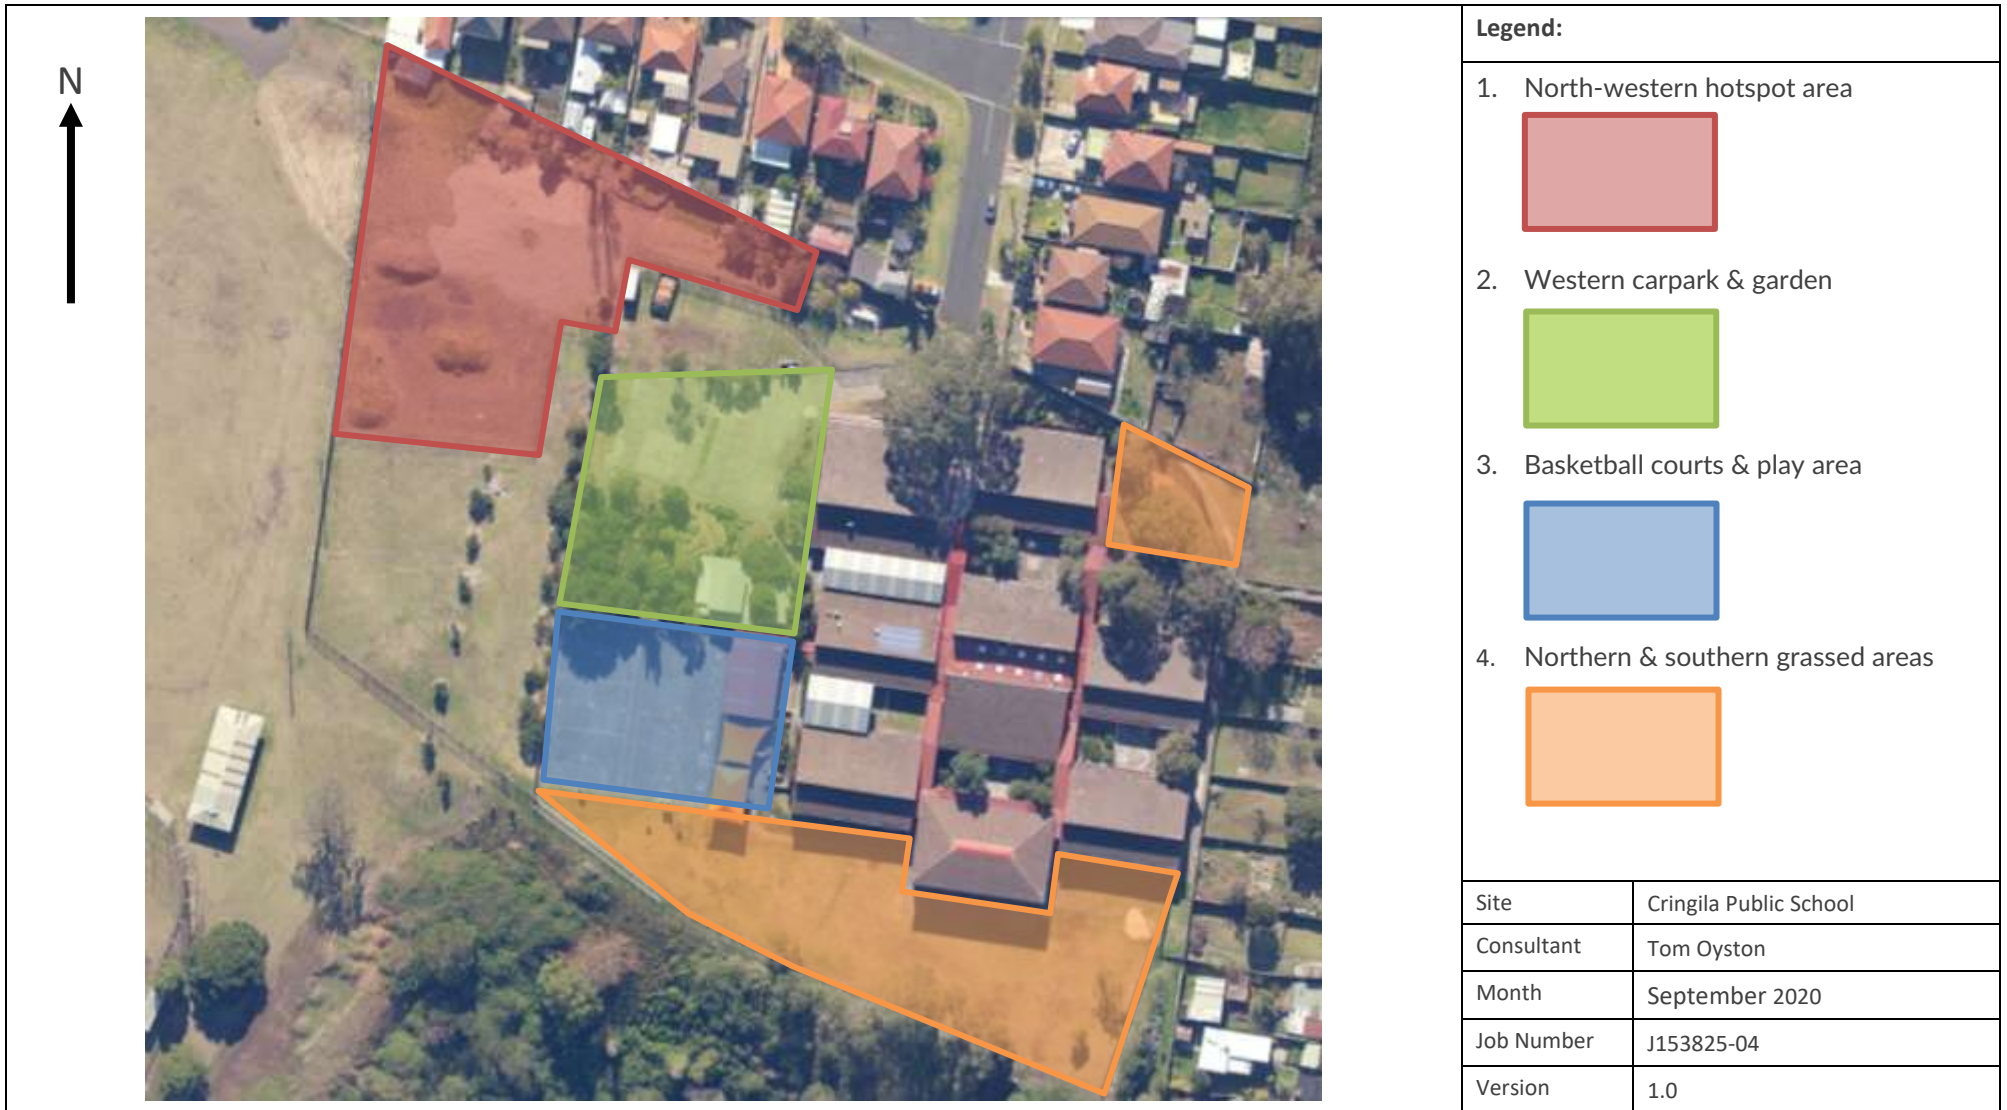 N
Legend:
1. North-western hotspot area
2. Western carpark & garden
3. Basketball courts & play area
4. Northern & southern grassed areas
Site Cringila Public School
Consultant Tom Oyston
Month September 2020
Job Number J153825-04
Version 1.0